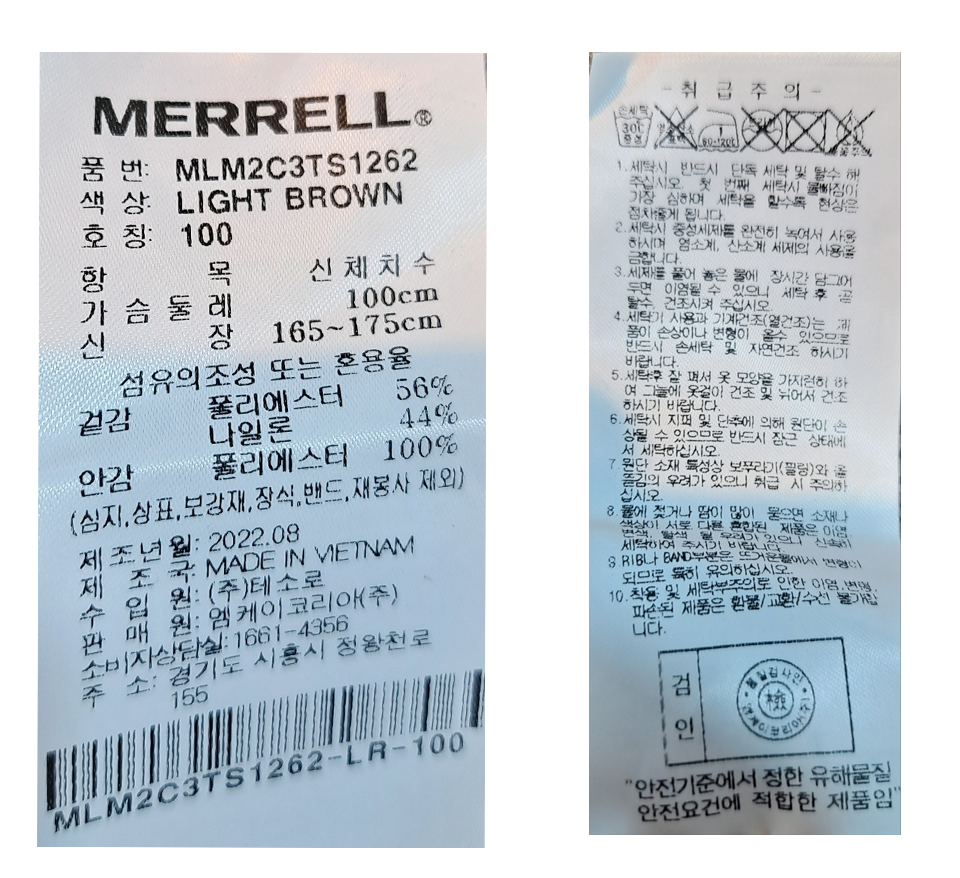 MERRELL®
품 번: MLM2C3TS1262
색 상: LIGHT BROWN
호 칭: 100
항 목 신체치수
가 슴 둘 레 100cm
신 장 165~175cm
섬유의조성 또는 혼용율
겉감 폴리에스터 56%
나일론 44%
안감 폴리에스터 100%
(심지,상표,보강재,장식,밴드,재봉사 제외)
제 조년 월: 2022.08
제 조 국: MADE IN VIETNAM
수 입 원: (주)테소로
판 매 원: 엠케이코리아(주)
소비자상담실:1661-4356
주 소: 경기도 시흥시 정왕천로
155
MLM2C3TS1262-LR-100
-취 급 주 의-
손세탁
30℃
중성
1.세탁시 반드시 단독 세탁 및 탈수 해
주십시오. 첫 번째 세탁시 물빠짐이
가장 심하며 세탁을 할수록 현상은
점차줄게 됩니다.
2.세탁시 중성세제를 완전히 녹여서 사용
하시며 염소계, 산소계 세제의 사용을
금합니다.
3.세제를 풀어 놓은 물에 장시간 담그어
두면 이염될 수 있으니 세탁 후 곧
탈수 건조시켜 주십시오.
4.세탁기 사용과 기계건조(열건조)는 제
품이 손상이나 변형이 올수 있으므로
반드시 손세탁 및 자연건조 하시기
바랍니다.
5.세탁후 잘 펴서 옷 모양을 가지런히 하
여 그늘에 옷걸이 건조 및 뉘어서 건조
하시기 바랍니다.
6.세탁시 지퍼 및 단추에 의해 원단이 손
상될 수 있으므로 반드시 잠근 상태에
서 세탁하십시오.
7 원단 소재 특성상 보푸라기(필링)와 올
뜯김의 우려가 있으니 취급 시 주의하
십시오.
8 물에 젖거나 땀이 많이 묻으면 소재나
색상이 서로 다른 혼합된 제품은 이염
변색, 탈색 될 우려가 있으니 신속히
세탁하여 주시기 바랍니다.
9 RIB나 BAND부분은 뜨거운물에서 변형이
되므로 특히 유의하십시오.
10.착용 및 세탁부주의로 인한 이염,변형,
파손된 제품은 환불/교환/수선 불가합
니다.
검
인
품질검사인
檢
엠케이코리아(주)
"안전기준에서 정한 유해물질
안전요건에 적합한 제품임"